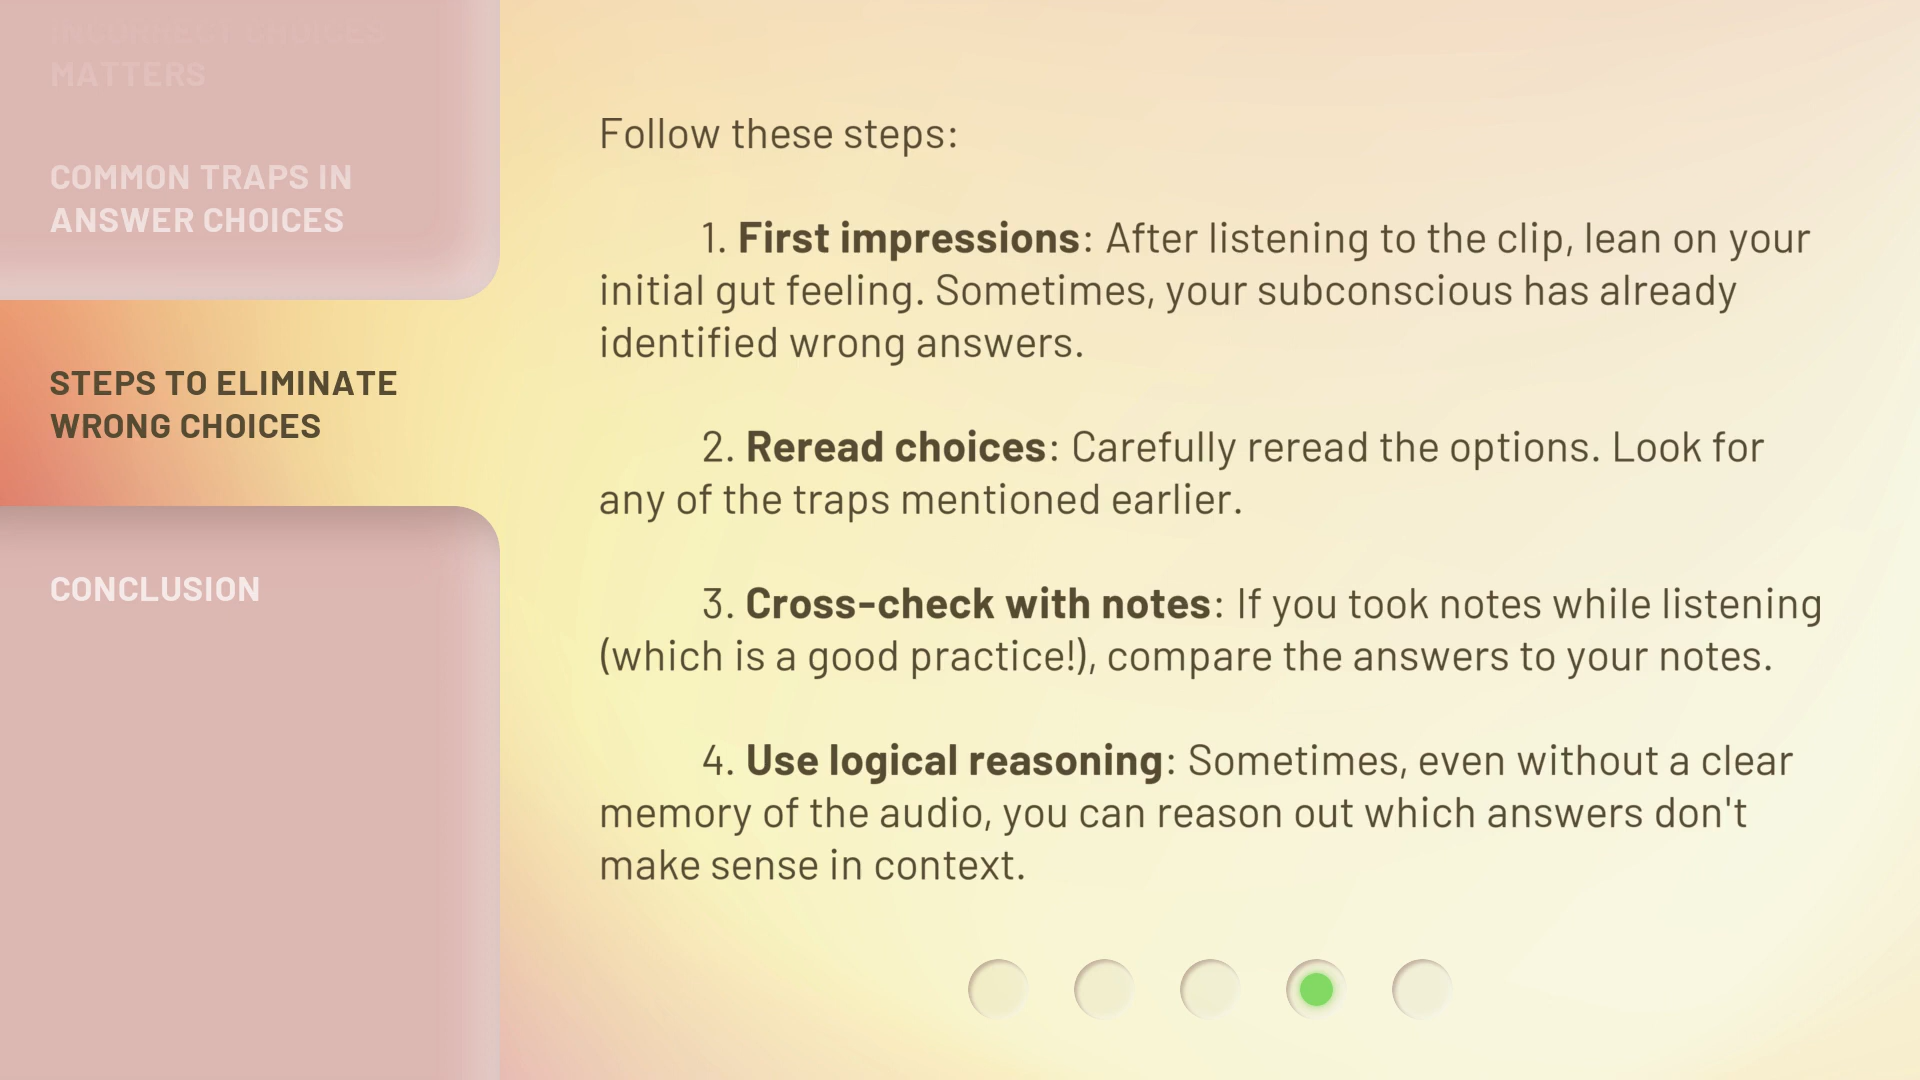 INCORRECT CHOICES
MATTERS
COMMON TRAPS IN
ANSWER CHOICES
STEPS TO ELIMINATE
WRONG CHOICES
CONCLUSION
Follow these steps:
1. First impressions: After listening to the clip, lean on your
initial gut feeling. Sometimes, your subconscious has already
identified wrong answers.
2. Reread choices: Carefully reread the options. Look for
any of the traps mentioned earlier.
3. Cross-check with notes: If you took notes while listening
(which is a good practice!), compare the answers to your notes.
4. Use logical reasoning: Sometimes, even without a clear
memory of the audio, you can reason out which answers don't
make sense in context.